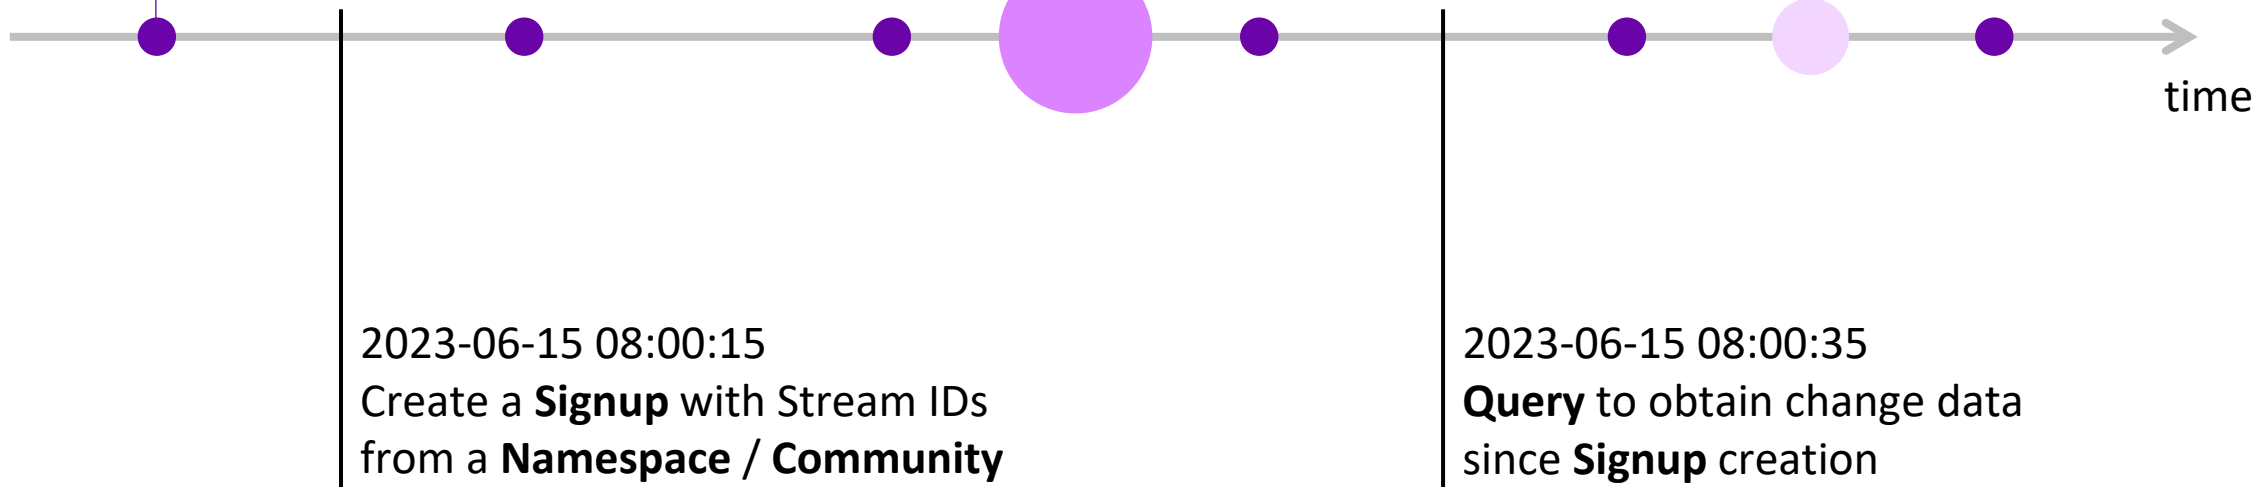 time
2023-06-15 08:00:15
Create a Signup with Stream IDs
from a Namespace / Community
2023-06-15 08:00:35
Query to obtain change data
since Signup creation